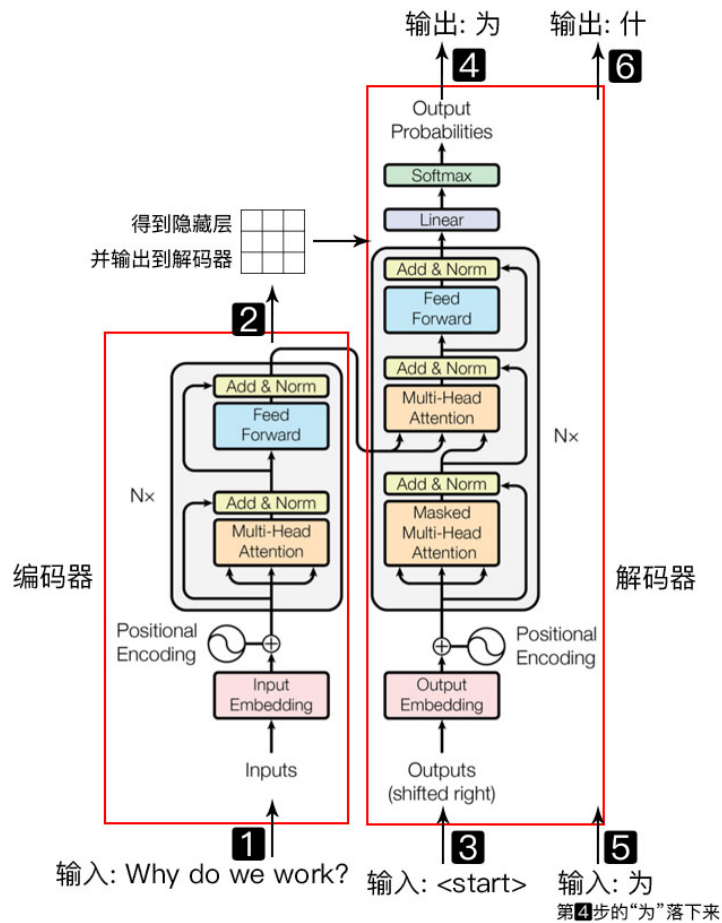 输出: 为
输出: 什
4
6
Output
Probabilities
Softmax
Linear
得到隐藏层
并输出到解码器
2
Add & Norm
Feed
Forward
Add & Norm
Multi-Head
Attention
N×
Add & Norm
Masked
Multi-Head
Attention
Add & Norm
Feed
Forward
N×
Add & Norm
Multi-Head
Attention
编码器
解码器
Positional
Encoding
Positional
Encoding
Input
Embedding
Output
Embedding
Inputs
Outputs
(shifted right)
1
3
5
输入: Why do we work?
输入: <start>
输入: 为
第4步的“为”落下来